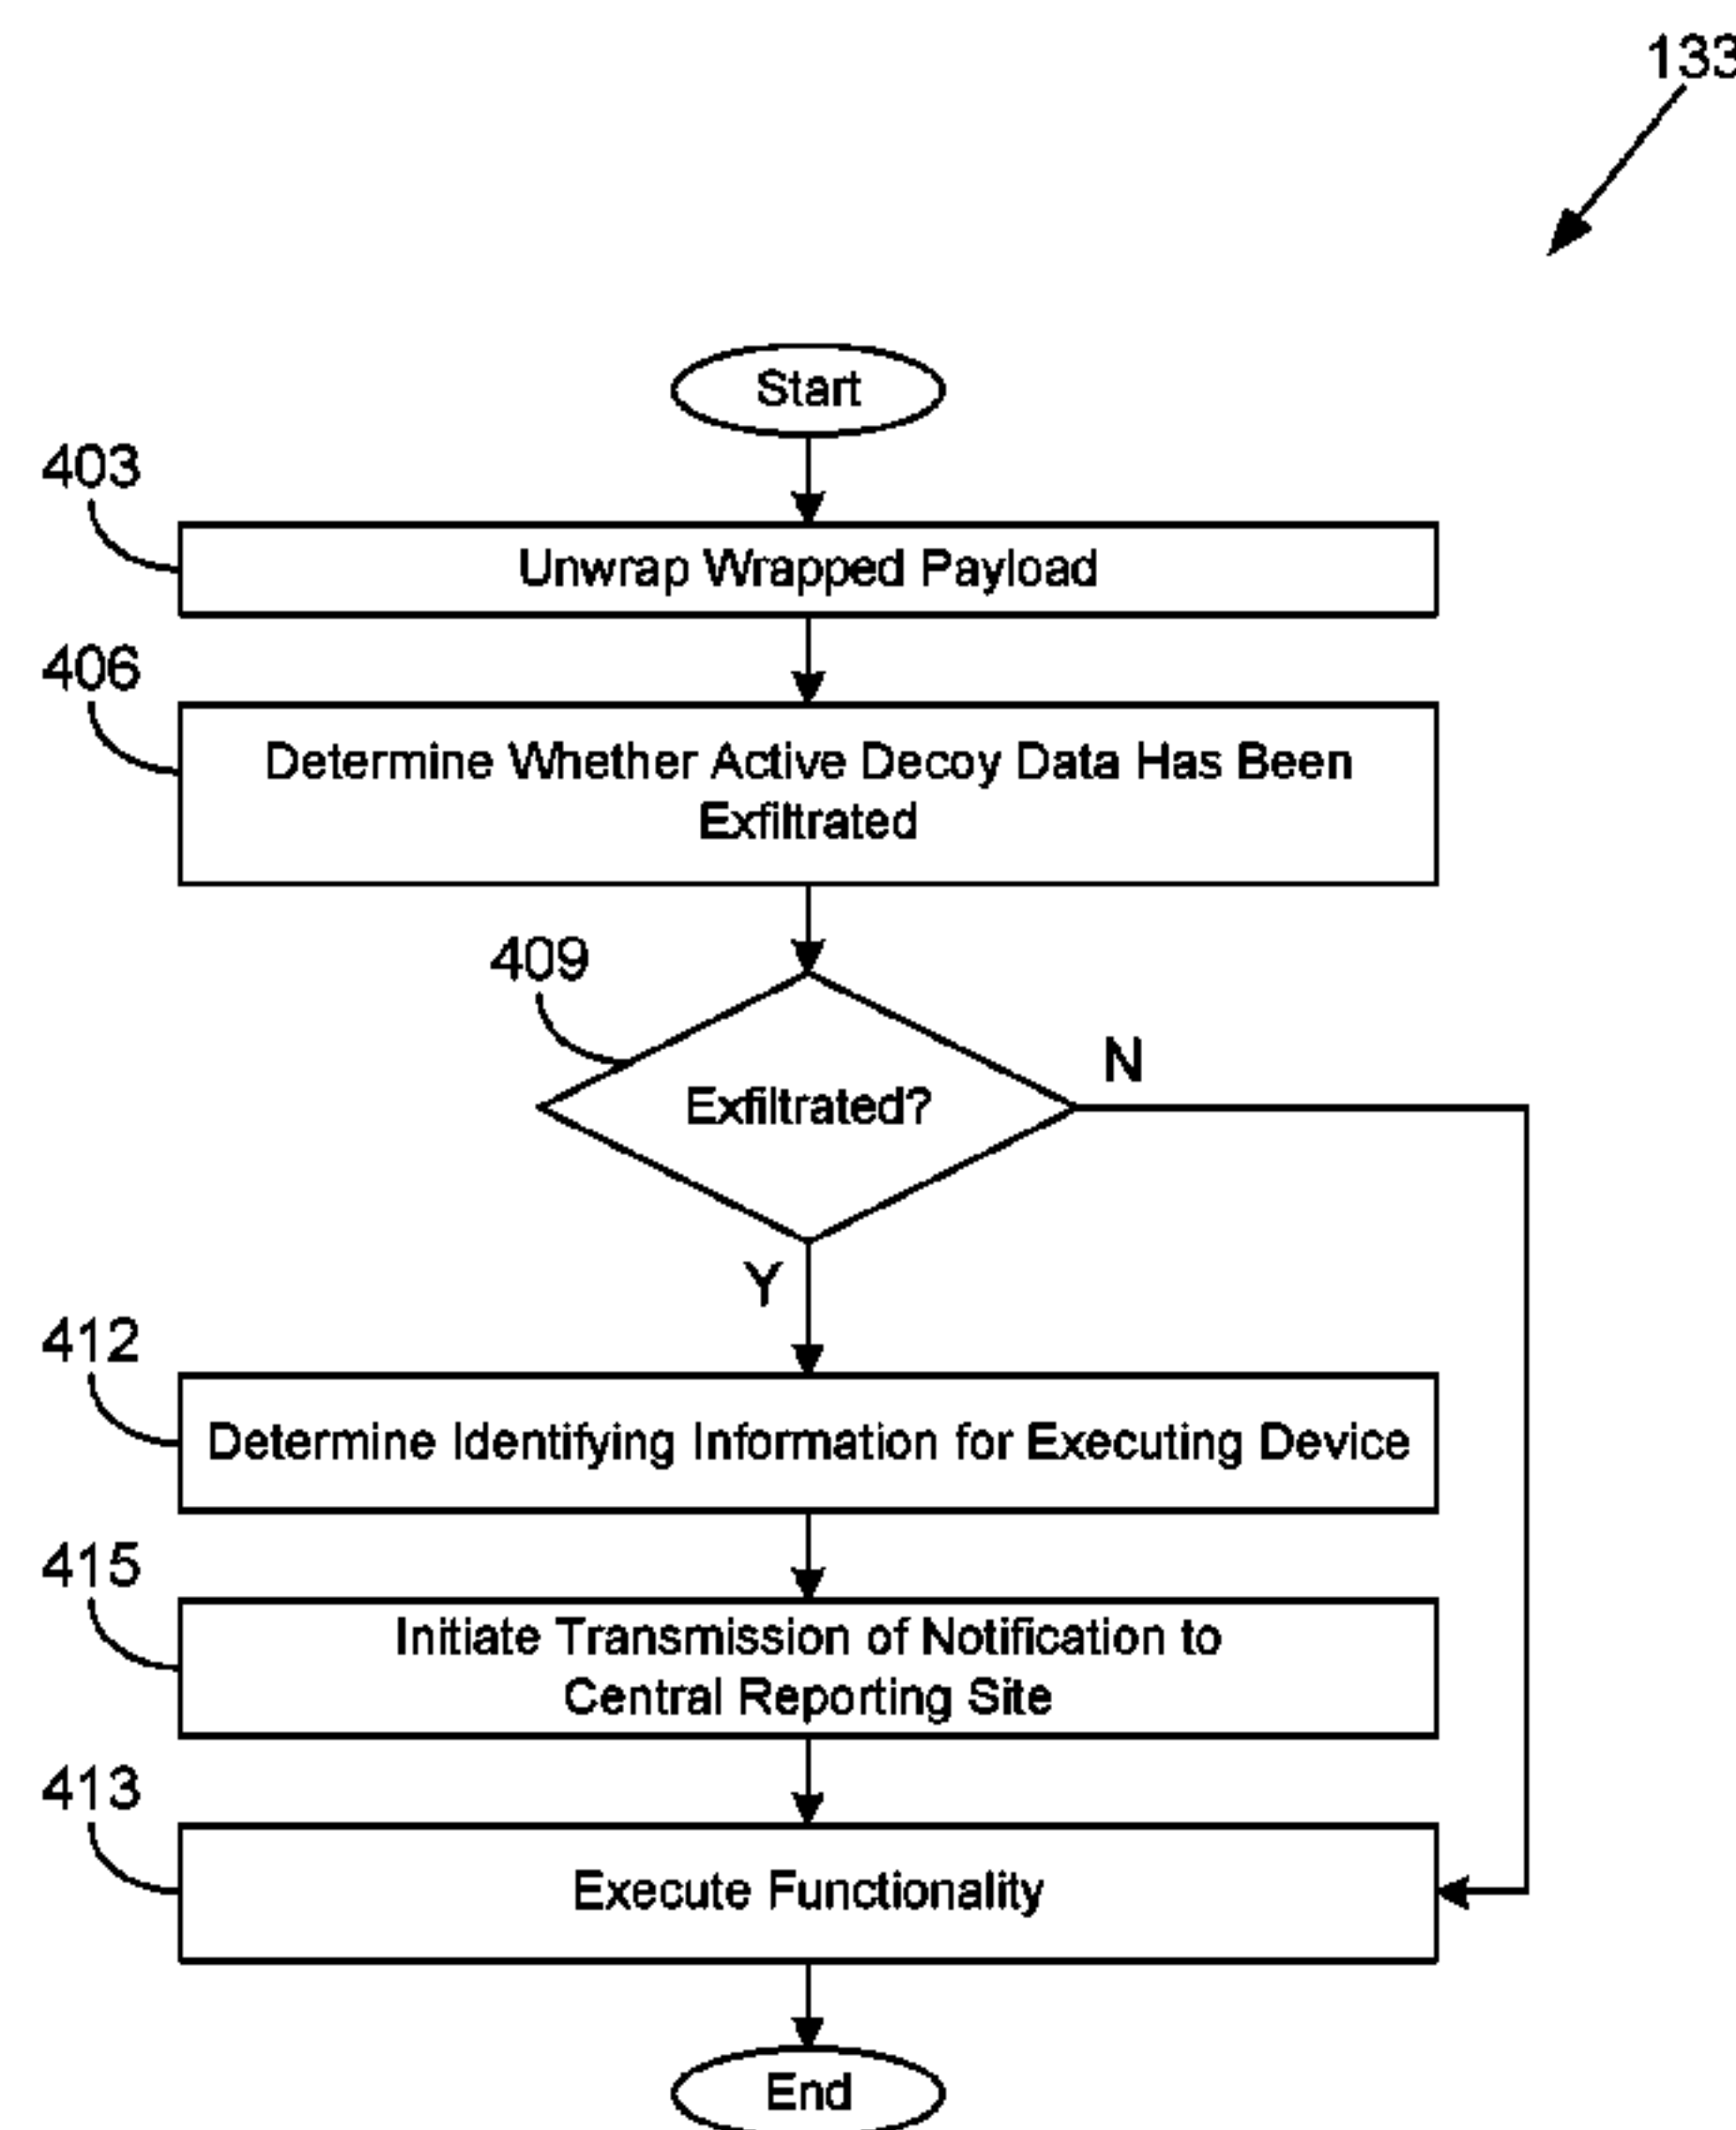 133
Start
403
Unwrap Wrapped Payload
406
Determine Whether Active Decoy Data Has Been
Exfiltrated
409
N
Exfiltrated?
Y
412
Determine Identifying Information for Executing Device
415
Initiate Transmission of Notification to
Central Reporting Site
413
Execute Functionality
End